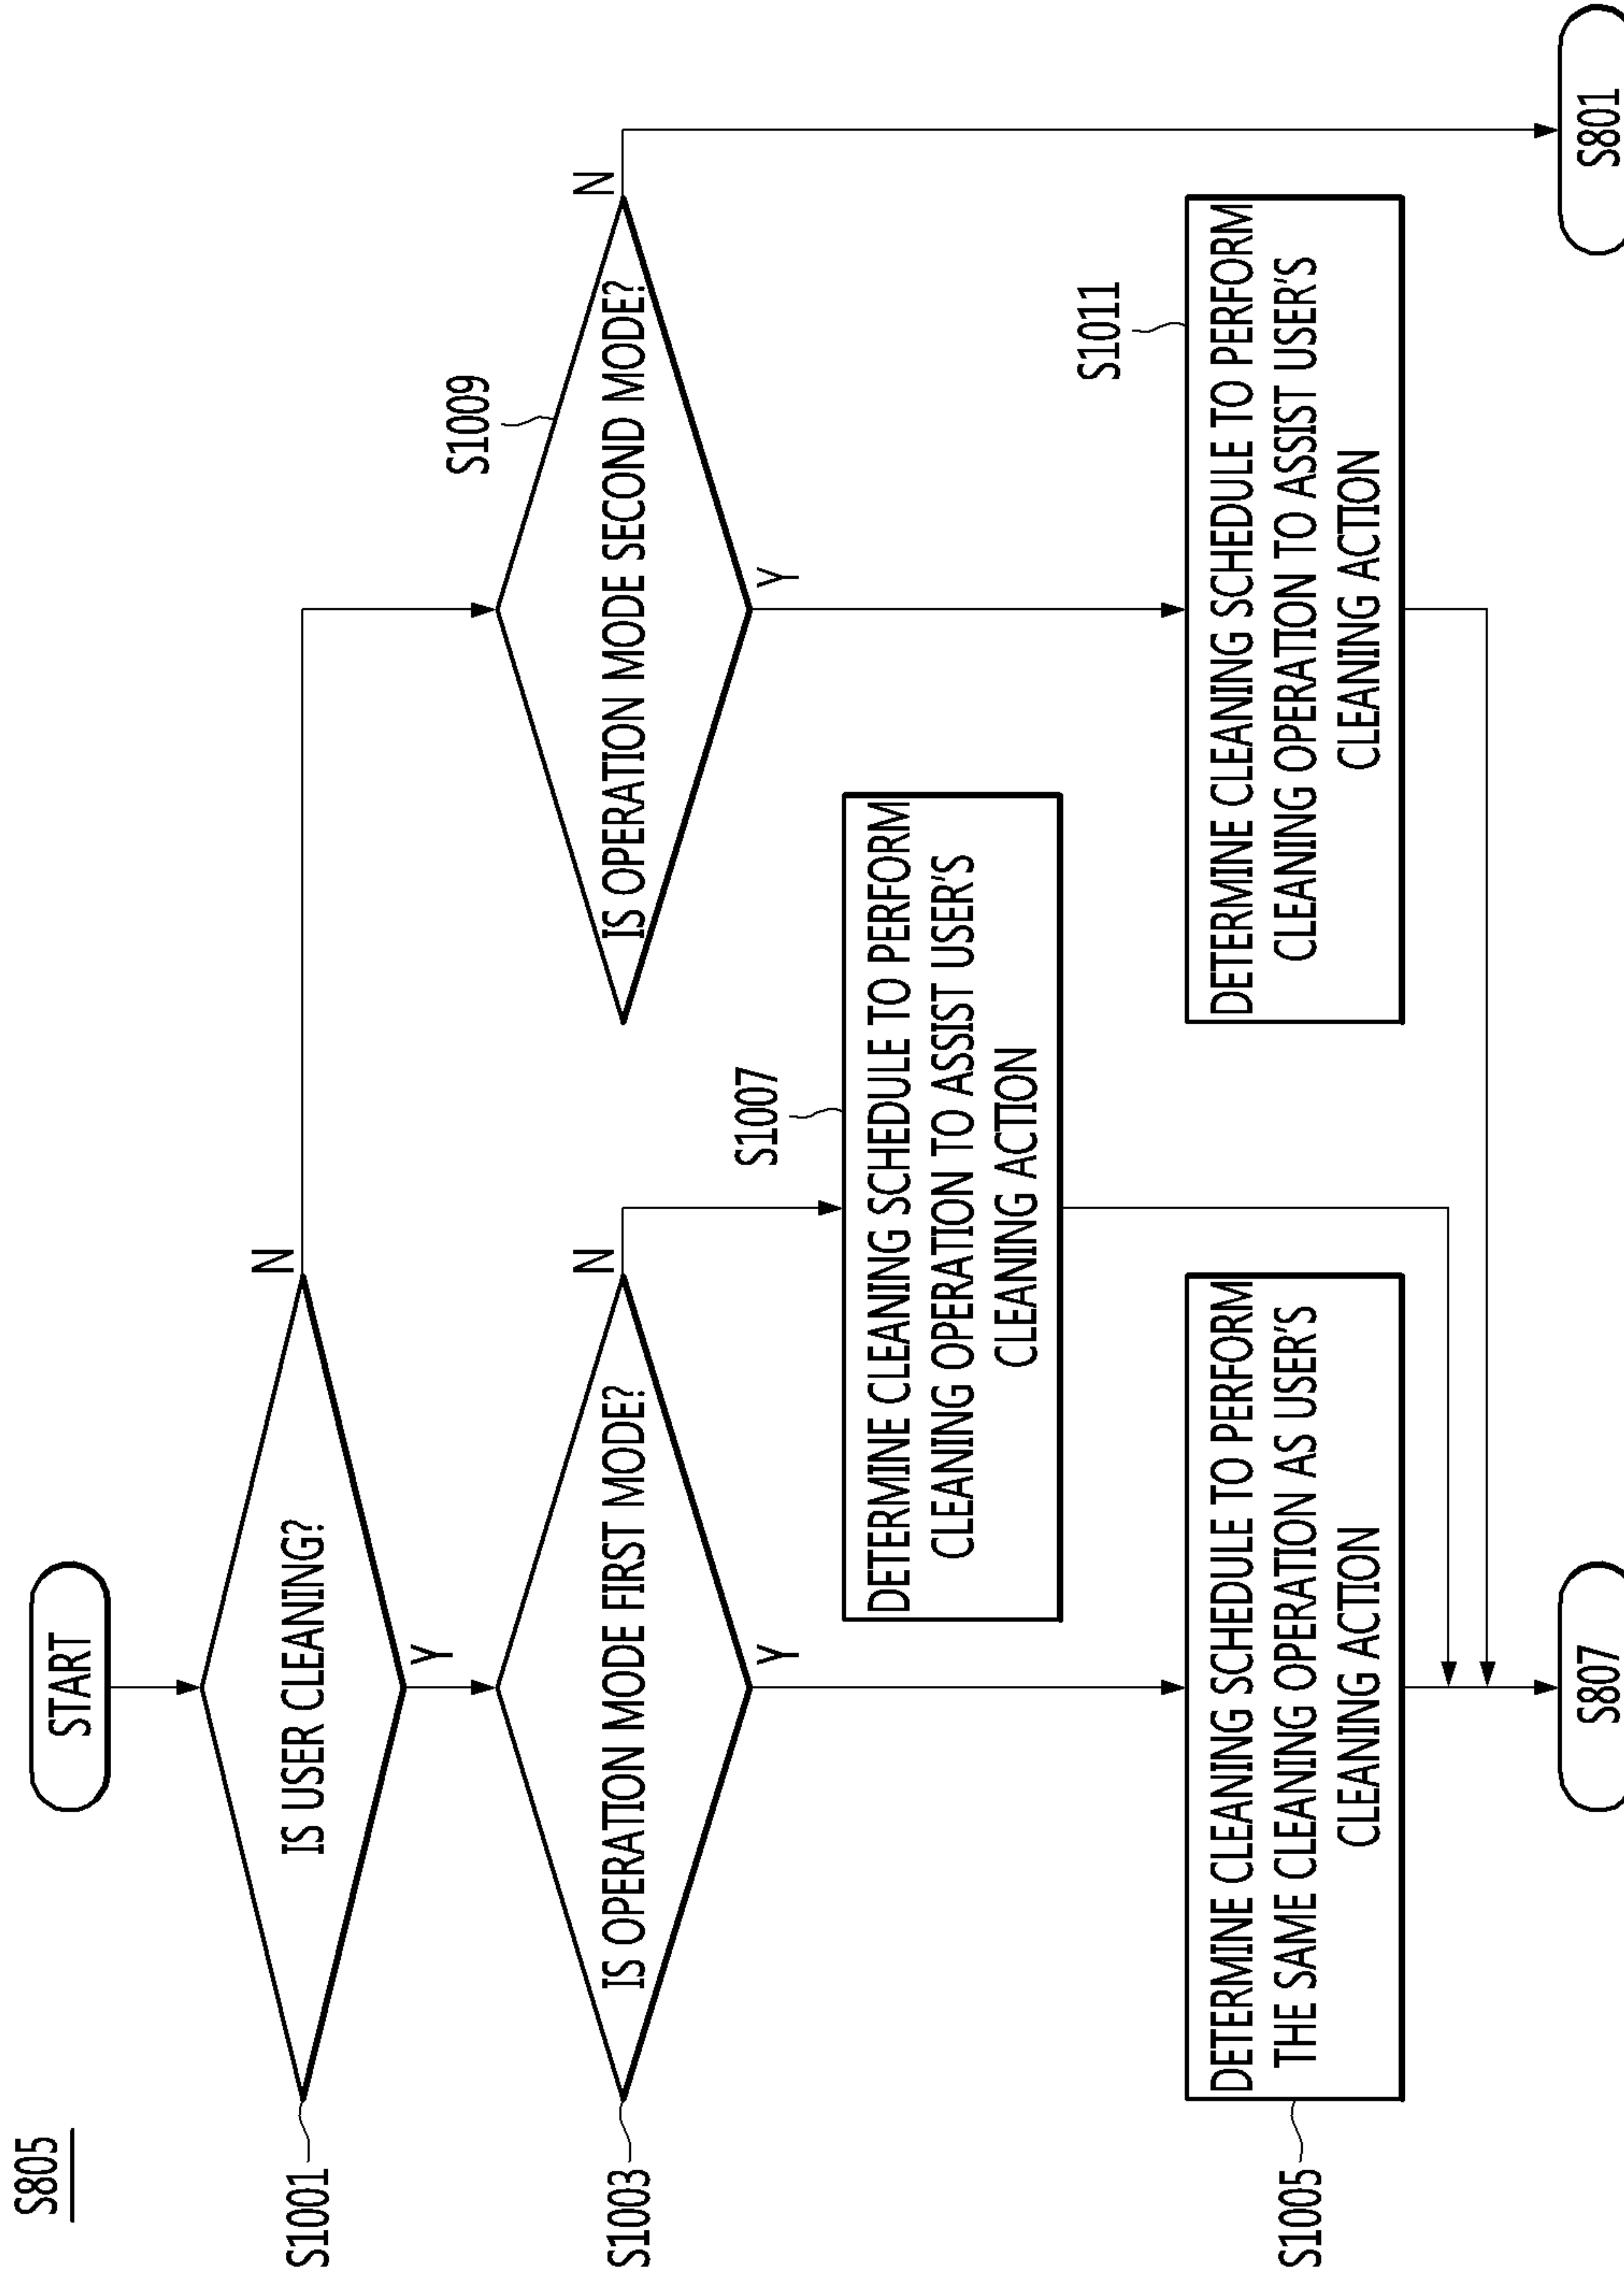 S805
START
S1001
IS USER CLEANING?
N
Y
S1003
IS OPERATION MODE FIRST MODE?
N
Y
S1009
IS OPERATION MODE SECOND MODE?
N
Y
S1007
DETERMINE CLEANING SCHEDULE TO PERFORM
CLEANING OPERATION TO ASSIST USER'S
CLEANING ACTION
S1005
DETERMINE CLEANING SCHEDULE TO PERFORM
THE SAME CLEANING OPERATION AS USER'S
CLEANING ACTION
S1011
DETERMINE CLEANING SCHEDULE TO PERFORM
CLEANING OPERATION TO ASSIST USER'S
CLEANING ACTION
S807
S801